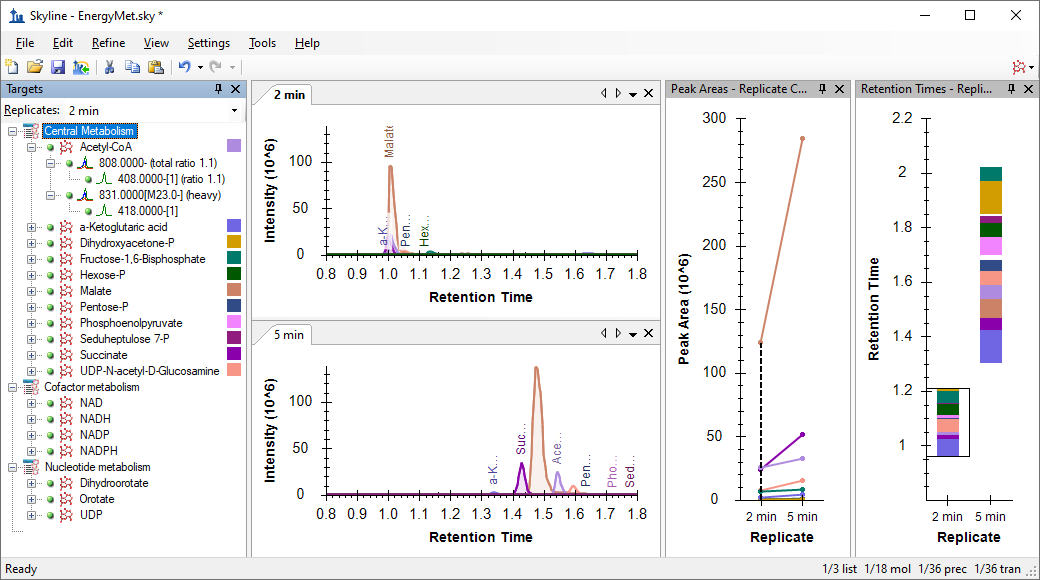 Skyline - EnergyMet.sky *
File Edit Refine View Settings Tools Help
Targets
Replicates: 2 min
Central Metabolism
Acetyl-CoA
808.0000- (total ratio 1.1)
408.0000-[1] (ratio 1.1)
831.0000[M23.0-] (heavy)
418.0000-[1]
a-Ketoglutaric acid
Dihydroxyacetone-P
Fructose-1,6-Bisphosphate
Hexose-P
Malate
Pentose-P
Phosphoenolpyruvate
Seduheptulose 7-P
Succinate
UDP-N-acetyl-D-Glucosamine
Cofactor metabolism
NAD
NADH
NADP
NADPH
Nucleotide metabolism
Dihydroorotate
Orotate
UDP
2 min
Intensity (10^6)
100
50
0
Malate
a-K...
Pen...
Hex...
0.8 0.9 1.0 1.1 1.2 1.3 1.4 1.5 1.6 1.7 1.8
Retention Time
5 min
Intensity (10^6)
100
50
0
a-K...
Suc...
Ace...
Pen...
Pho...
Sed...
0.8 0.9 1.0 1.1 1.2 1.3 1.4 1.5 1.6 1.7 1.8
Retention Time
Peak Areas - Replicate C...
Peak Area (10^6)
300
250
200
150
100
50
0
2 min 5 min
Replicate
Retention Times - Repli...
Retention Time
2.2
2
1.8
1.6
1.4
1.2
1
2 min 5 min
Replicate
Ready
1/3 list 1/18 mol 1/36 prec 1/36 tran